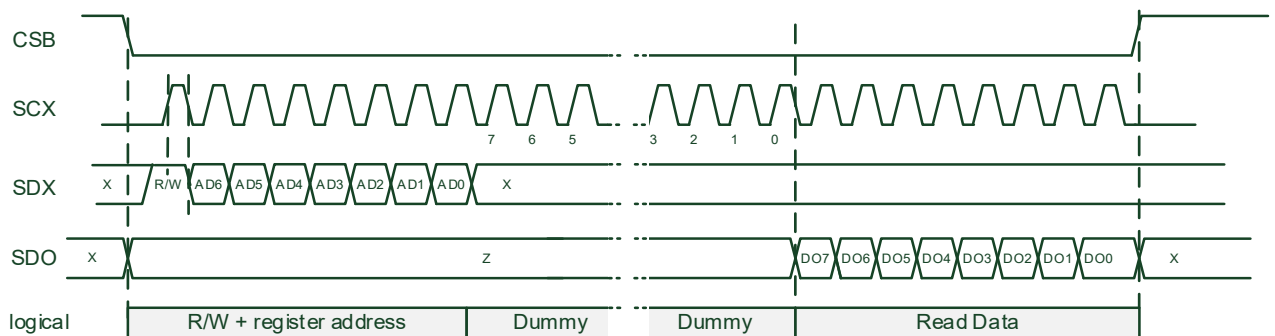 CSB
SCX
7 6 5 3 2 1 0
SDX X R/W AD6 AD5 AD4 AD3 AD2 AD1 AD0 X
SDO X Z DO7 DO6 DO5 DO4 DO3 DO2 DO1 DO0 X
logical R/W + register address Dummy Dummy Read Data